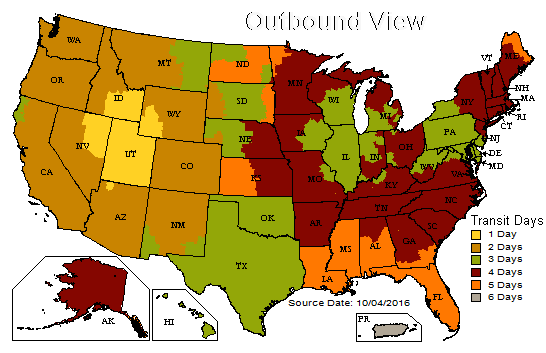 Outbound View
WA
MT
ND
MN
ME
VT
NH
MA
RI
CT
OR
ID
WY
SD
WI
MI
NY
PA
NJ
DE
MD
NV
UT
CO
NE
IA
IL
IN
OH
WV
VA
CA
AZ
NM
KS
MO
KY
NC
TN
OK
AR
SC
TX
LA
MS
AL
GA
FL
AK
HI
PR
Transit Days
1 Day
2 Days
3 Days
4 Days
5 Days
6 Days
Source Date: 10/04/2016